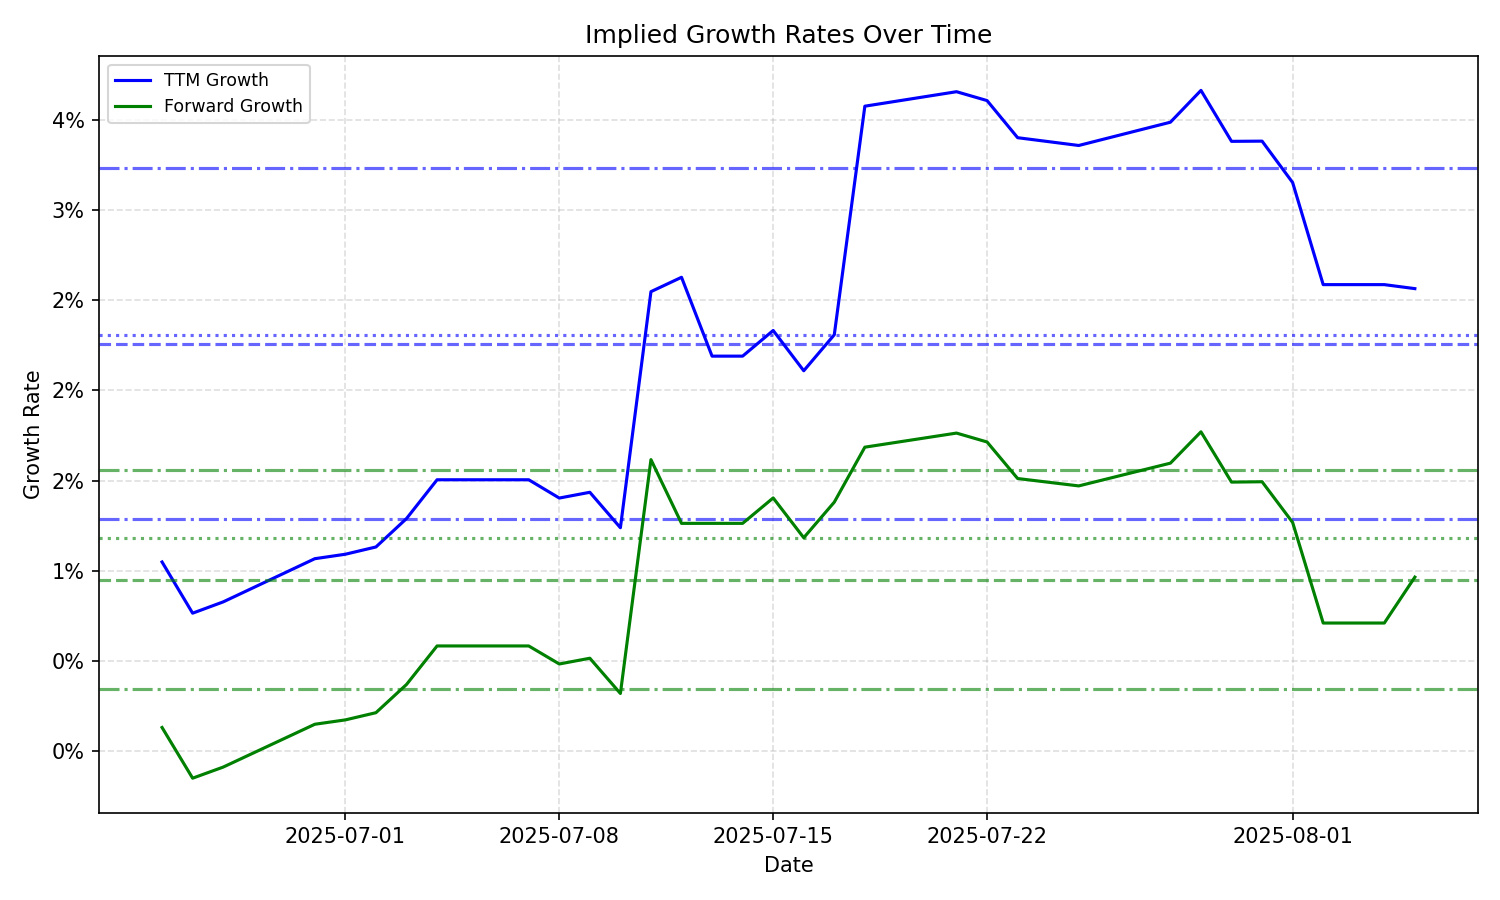 Implied Growth Rates Over Time
TTM Growth
Forward Growth
4%
3%
2%
2%
2%
1%
0%
0%
Growth Rate
2025-07-01
2025-07-08
2025-07-15
2025-07-22
2025-08-01
Date